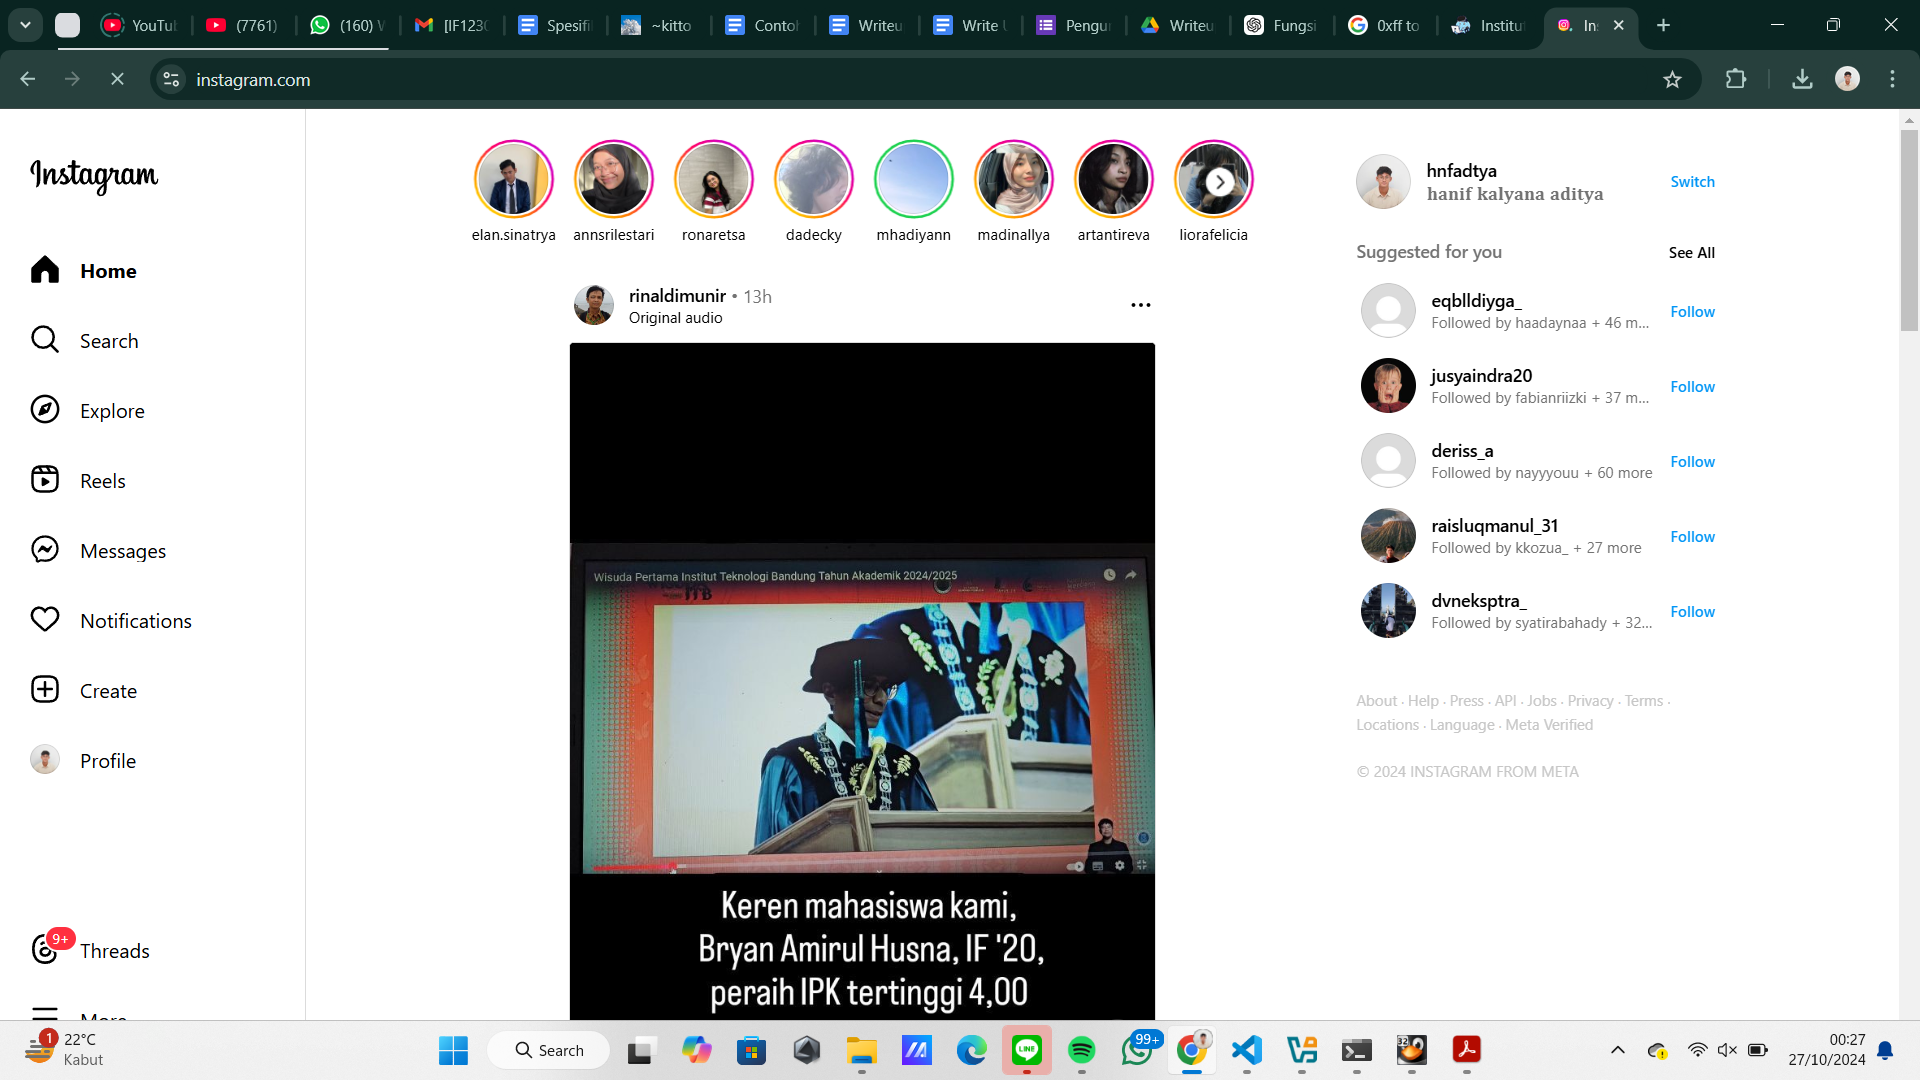 YouTub
(7761)
(160) W
[IF123
Spesifi
~kitto
Contoh
Writeu
Write U
Pengu
Writeu
Fungsi
0xff to
Institu
In
instagram.com
Instagram
Home
Search
Explore
Reels
Messages
Notifications
Create
Profile
9+
Threads
More
elan.sinatrya
annsrilestari
ronaretsa
dadecky
mhadiyann
madinallya
artantireva
liorafelicia
rinaldimunir • 13h
Original audio
Wisuda Pertama Institut Teknologi Bandung Tahun Akademik 2024/2025
ITB
Keren mahasiswa kami,
Bryan Amirul Husna, IF '20,
peraih IPK tertinggi 4,00
hnfadtya
hanif kalyana aditya
Switch
Suggested for you
See All
eqblldiyga_
Followed by haadaynaa + 46 m...
Follow
jusyaindra20
Followed by fabianriizki + 37 m...
Follow
deriss_a
Followed by nayyyouu + 60 more
Follow
raisluqmanul_31
Followed by kkozua_ + 27 more
Follow
dvneksptra_
Followed by syatirabahady + 32...
Follow
About · Help · Press · API · Jobs · Privacy · Terms ·
Locations · Language · Meta Verified
© 2024 INSTAGRAM FROM META
1
22°C
Kabut
Search
LINE
99+
32
00:27
27/10/2024